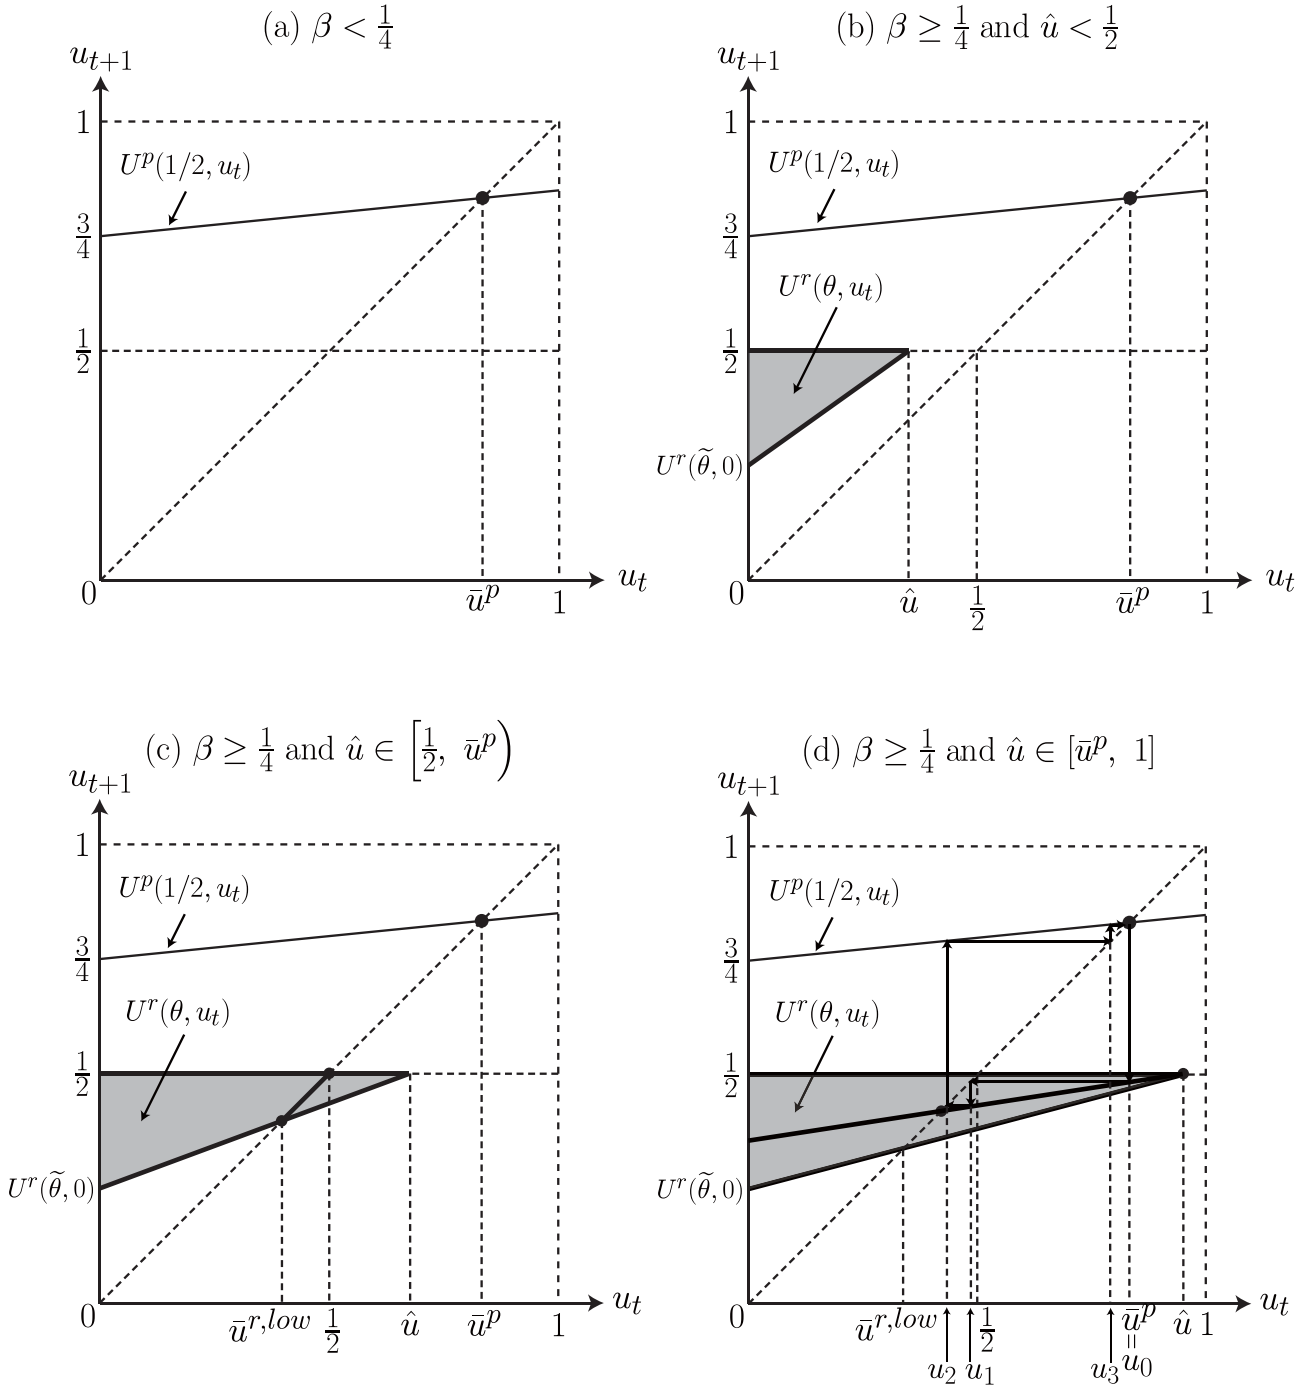 (a) β < 1/4
u_{t+1}
1
U^p(1/2, u_t)
3/4
1/2
0
ū^p
1
u_t
(b) β ≥ 1/4 and û < 1/2
u_{t+1}
1
U^p(1/2, u_t)
3/4
U^r(θ, u_t)
1/2
U^r(θ̃, 0)
0
û
1/2
ū^p
1
u_t
(c) β ≥ 1/4 and û ∈ [1/2, ū^p)
u_{t+1}
1
U^p(1/2, u_t)
3/4
U^r(θ, u_t)
1/2
U^r(θ̃, 0)
0
ū^{r,low}
1/2
û
ū^p
1
u_t
(d) β ≥ 1/4 and û ∈ [ū^p, 1]
u_{t+1}
1
U^p(1/2, u_t)
3/4
U^r(θ, u_t)
1/2
U^r(θ̃, 0)
0
ū^{r,low}
1/2
ū^p
û
1
u_t
u_2
u_1
u_3
=
u_0